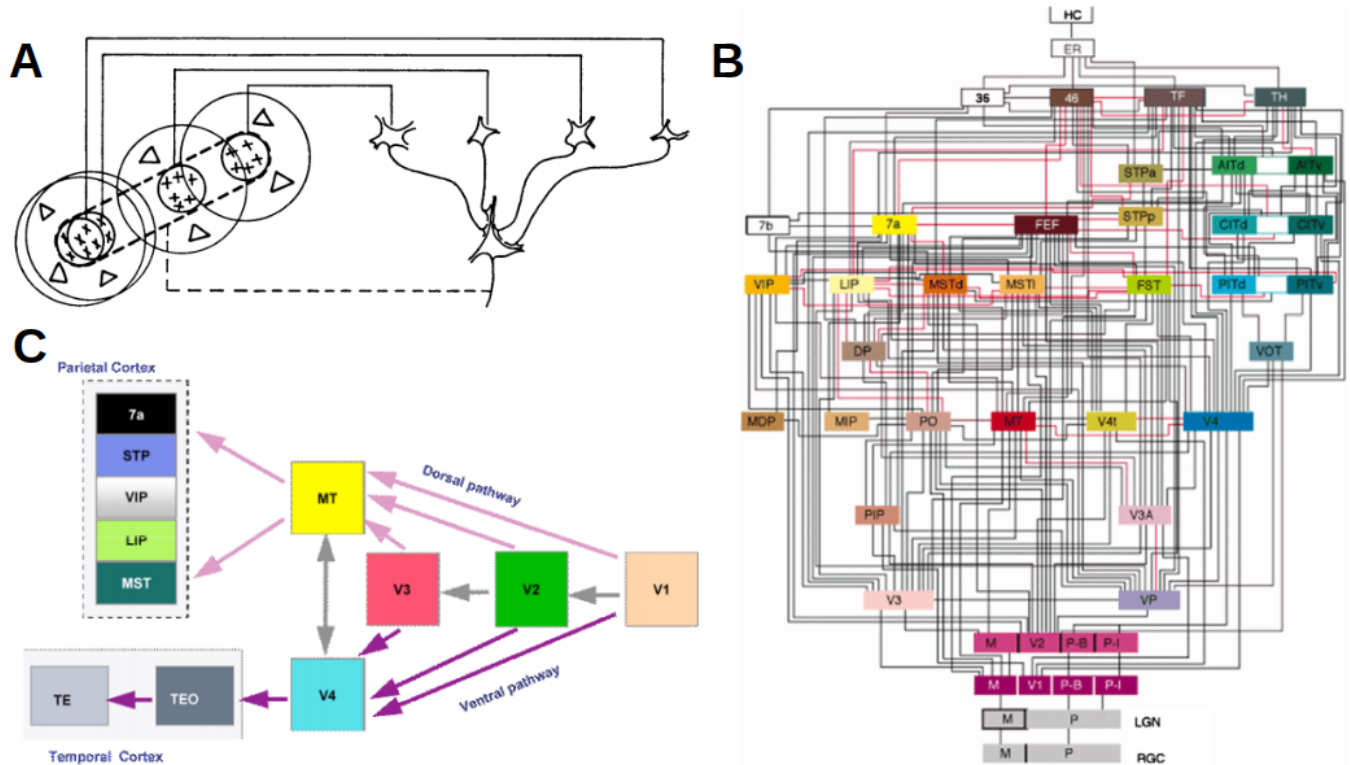 A
B
HC
ER
36
46
TF
TH
STPa
AITd
AITv
7b
7a
FEF
STPp
CITd
CITv
VIP
LIP
MSTd
MSTl
FST
PITd
PITv
DP
VOT
MDP
MIP
PO
MT
V4t
V4
PIP
V3A
V3
VP
M
V2
P-B
P-I
M
V1
P-B
P-I
M
P
LGN
M
P
RGC
C
Parietal Cortex
7a
STP
VIP
LIP
MST
MT
Dorsal pathway
V3
V2
V1
V4
Ventral pathway
TE
TEO
Temporal Cortex